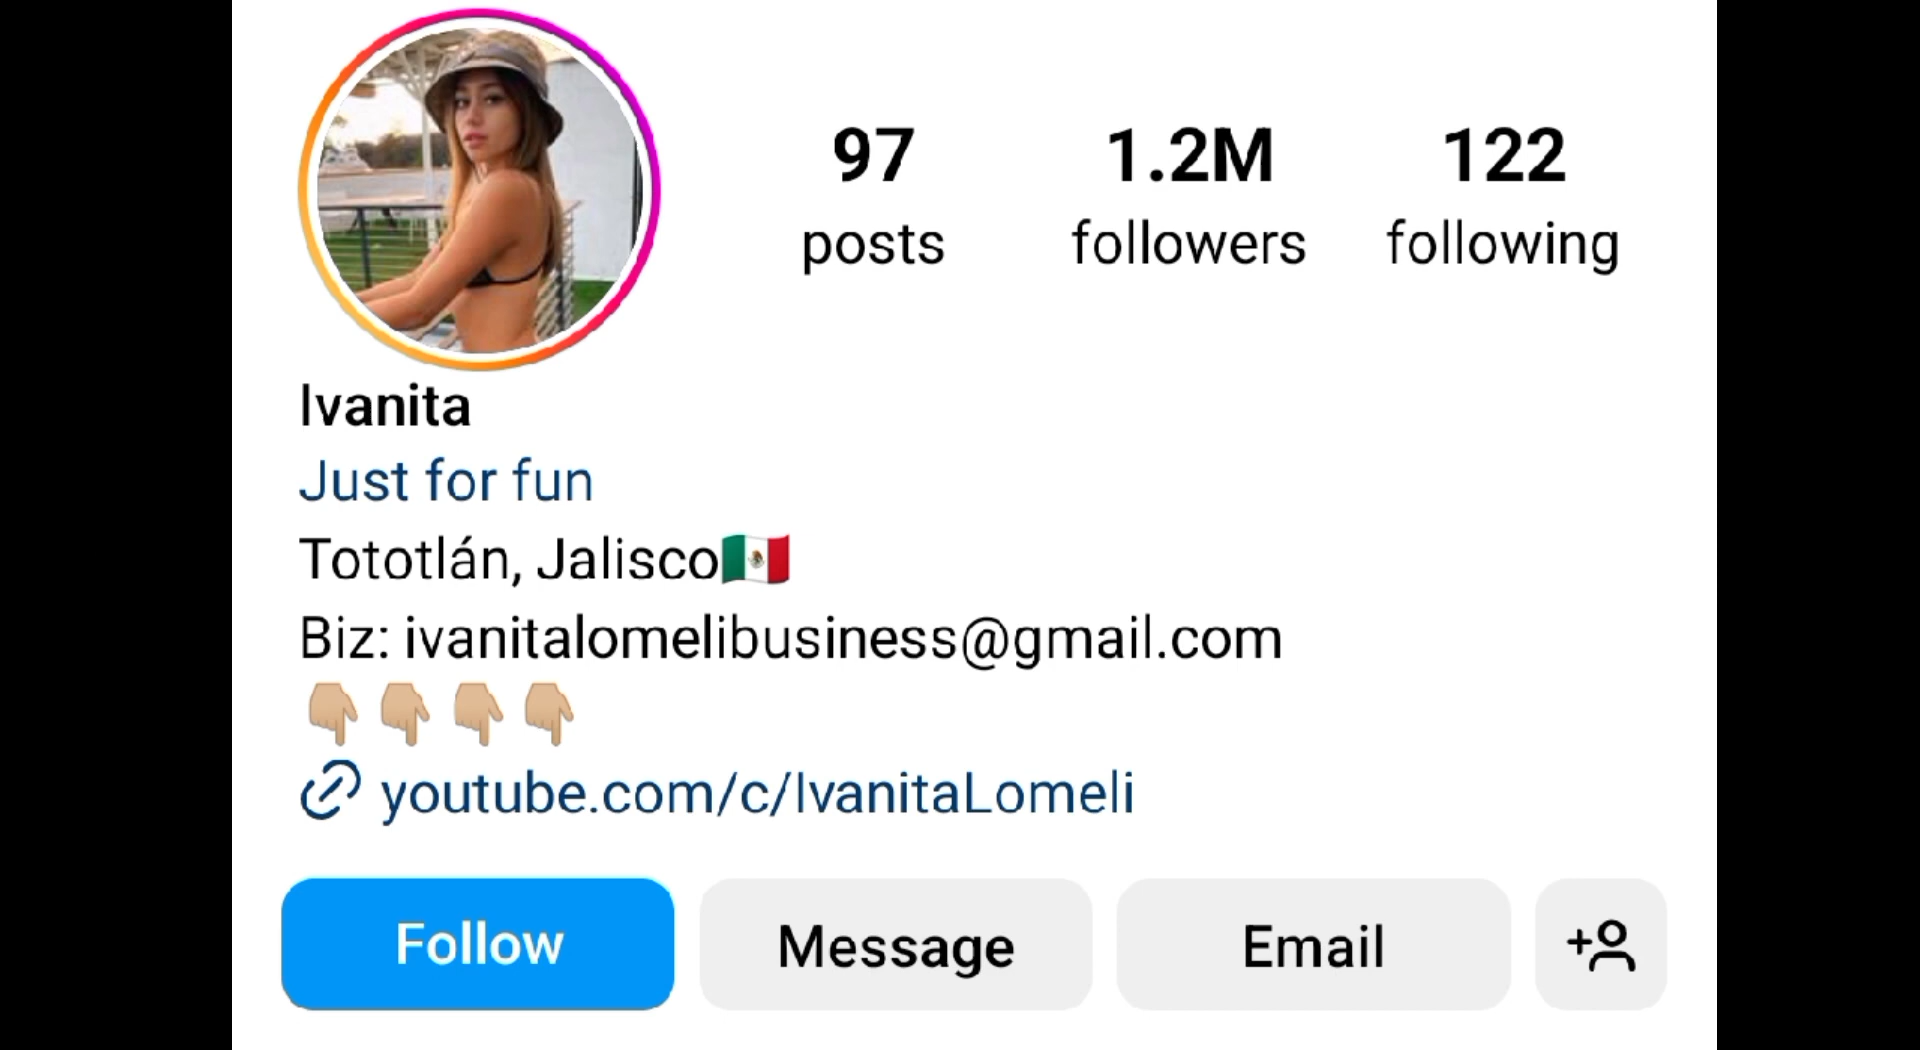 97 1.2M 122
posts followers following
Ivanita
Just for fun
Tototlán, Jalisco🇲🇽
Biz: ivanitalomelibusiness@gmail.com
👇🏼👇🏼👇🏼👇🏼
youtube.com/c/IvanitaLomeli
Follow Message Email